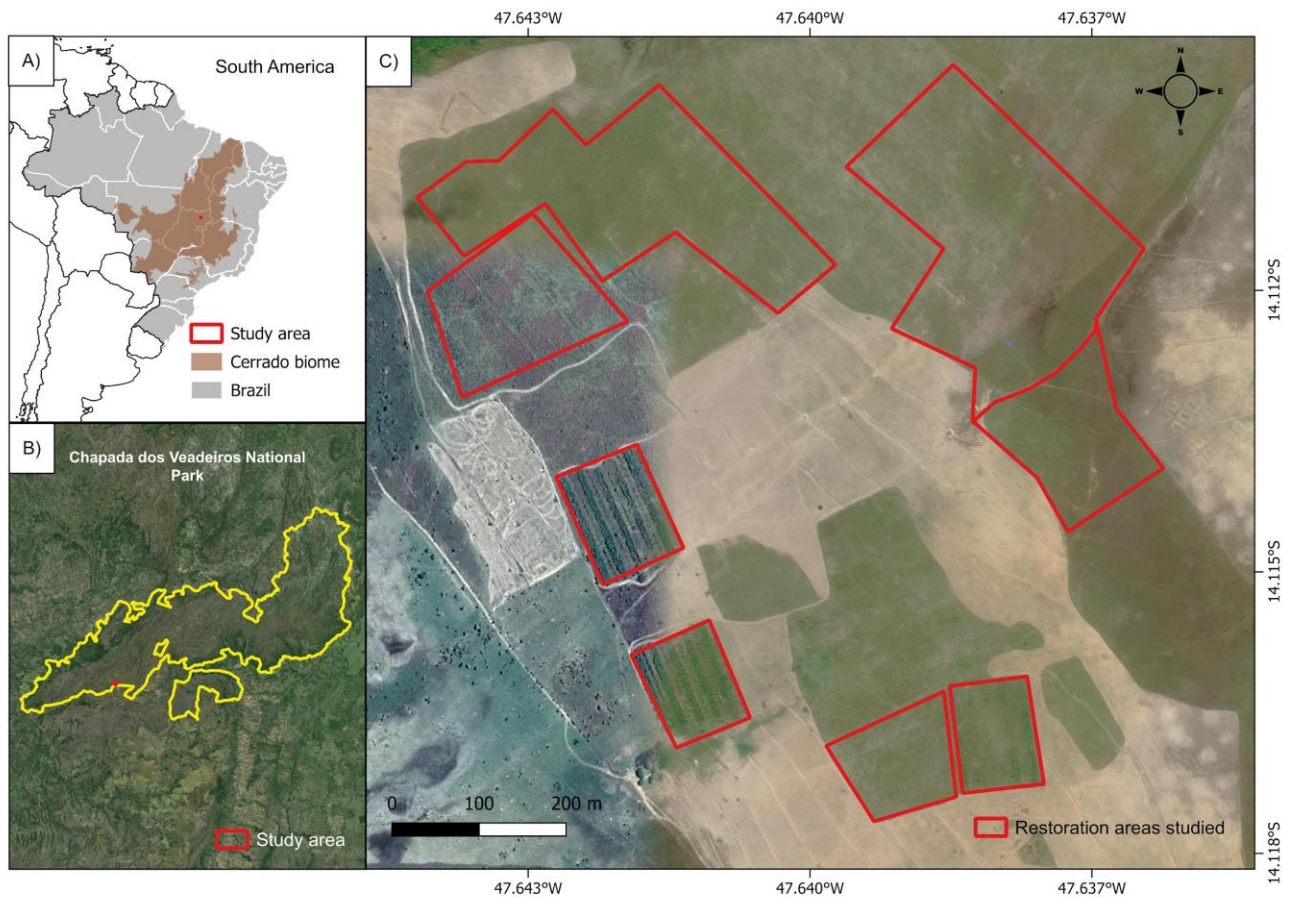 47.643°W 47.640°W 47.637°W
A)
South America
Study area
Cerrado biome
Brazil
B)
Chapada dos Veadeiros National
Park
Study area
C)
N
W E
S
14.112°S
14.115°S
14.118°S
0 100 200 m
Restoration areas studied
47.643°W 47.640°W 47.637°W